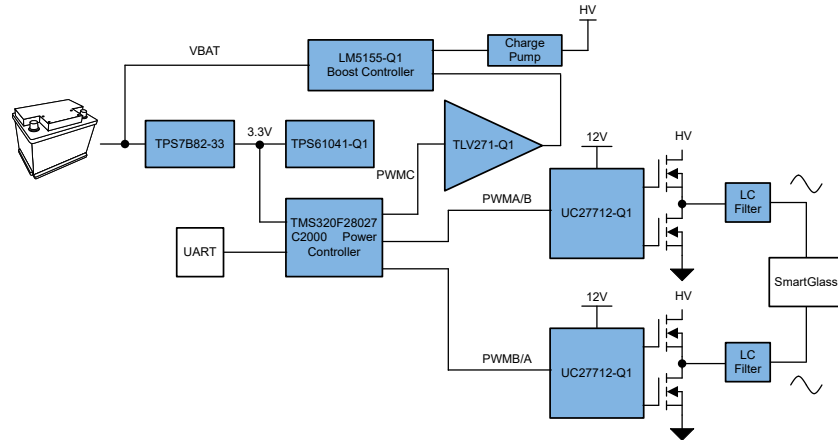 HV
VBAT
LM5155-Q1
Boost Controller
Charge
Pump
TPS7B82-33
3.3V
TPS61041-Q1
TLV271-Q1
PWMC
12V
HV
TMS320F28027
C2000 Power
Controller
PWMA/B
UC27712-Q1
LC
Filter
UART
SmartGlass
12V
HV
PWMB/A
UC27712-Q1
LC
Filter